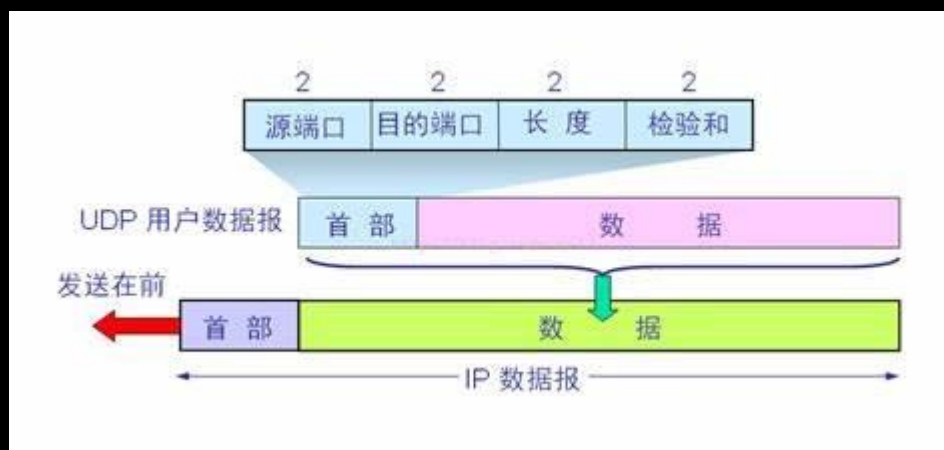 2 2 2 2
源端口 目的端口 长 度 检验和
UDP 用户数据报 首 部 数 据
发送在前
首 部 数 据
IP 数据报